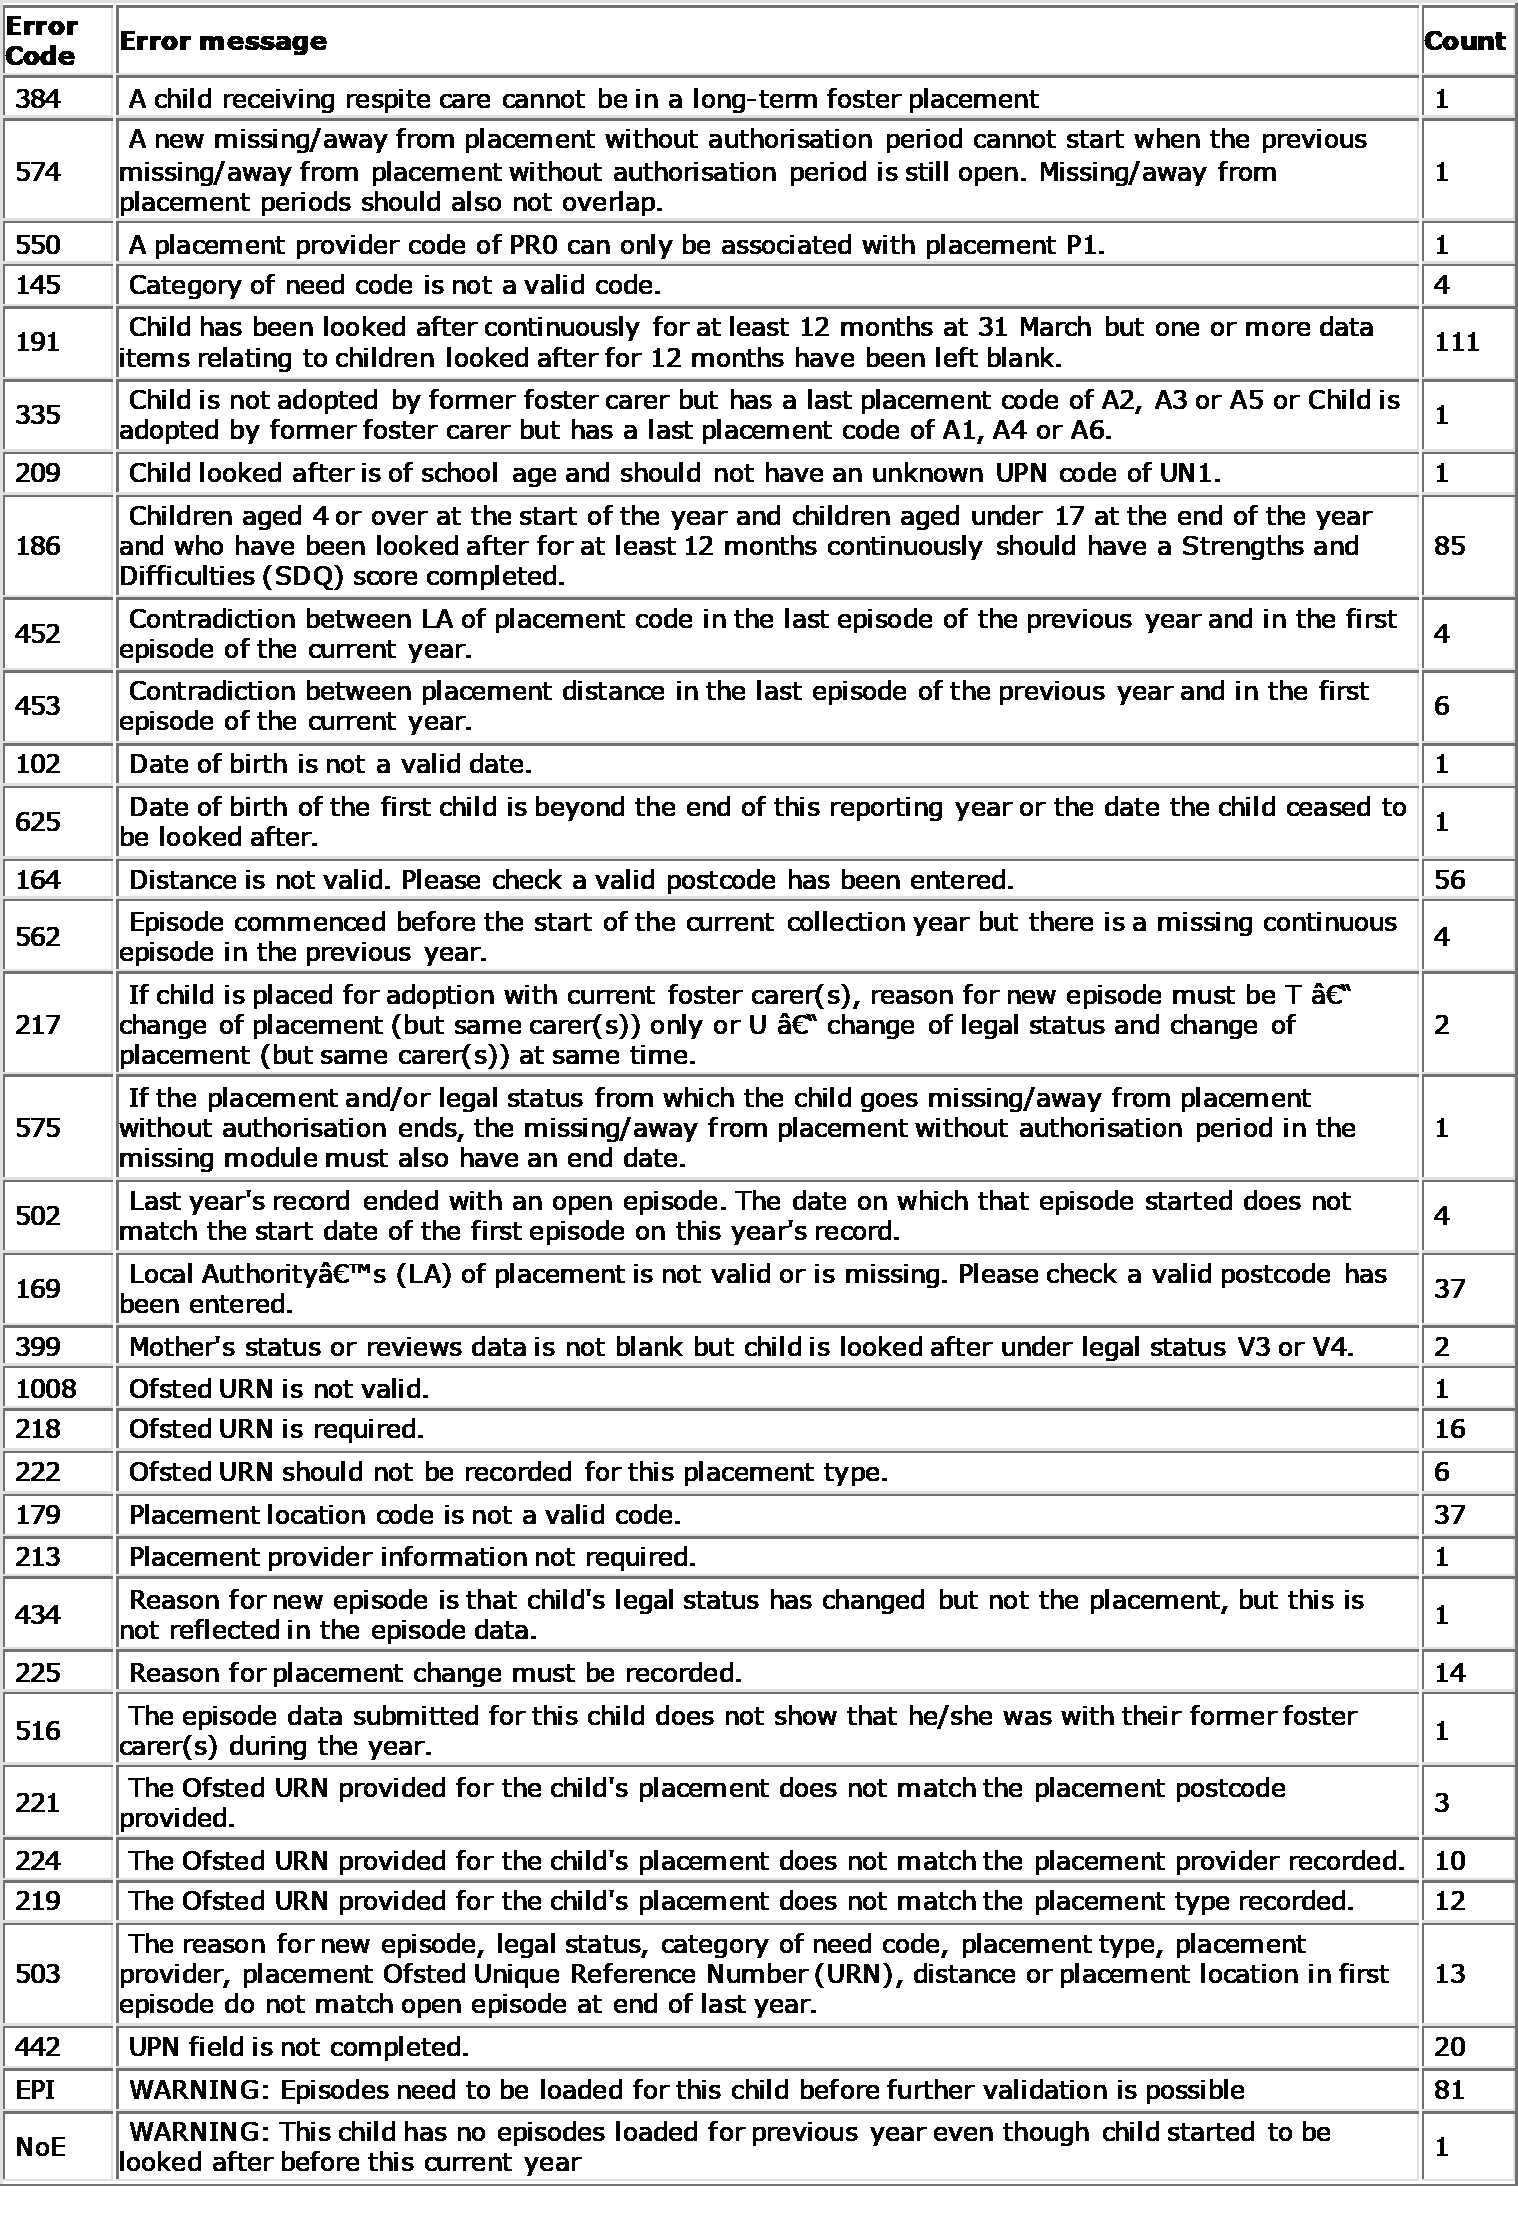 Error Code Error message Count
384 A child receiving respite care cannot be in a long-term foster placement 1
A new missing/away from placement without authorisation period cannot start when the previous
574 missing/away from placement without authorisation period is still open. Missing/away from 1
placement periods should also not overlap.
550 A placement provider code of PR0 can only be associated with placement P1. 1
145 Category of need code is not a valid code. 4
191 Child has been looked after continuously for at least 12 months at 31 March but one or more data 111
items relating to children looked after for 12 months have been left blank.
335 Child is not adopted by former foster carer but has a last placement code of A2, A3 or A5 or Child is 1
adopted by former foster carer but has a last placement code of A1, A4 or A6.
209 Child looked after is of school age and should not have an unknown UPN code of UN1. 1
Children aged 4 or over at the start of the year and children aged under 17 at the end of the year
186 and who have been looked after for at least 12 months continuously should have a Strengths and 85
Difficulties (SDQ) score completed.
452 Contradiction between LA of placement code in the last episode of the previous year and in the first 4
episode of the current year.
453 Contradiction between placement distance in the last episode of the previous year and in the first 6
episode of the current year.
102 Date of birth is not a valid date. 1
625 Date of birth of the first child is beyond the end of this reporting year or the date the child ceased to 1
be looked after.
164 Distance is not valid. Please check a valid postcode has been entered. 56
562 Episode commenced before the start of the current collection year but there is a missing continuous 4
episode in the previous year.
If child is placed for adoption with current foster carer(s), reason for new episode must be T â€“
217 change of placement (but same carer(s)) only or U â€“ change of legal status and change of 2
placement (but same carer(s)) at same time.
If the placement and/or legal status from which the child goes missing/away from placement
575 without authorisation ends, the missing/away from placement without authorisation period in the 1
missing module must also have an end date.
502 Last year's record ended with an open episode. The date on which that episode started does not 4
match the start date of the first episode on this year's record.
169 Local Authorityâ€™s (LA) of placement is not valid or is missing. Please check a valid postcode has 37
been entered.
399 Mother's status or reviews data is not blank but child is looked after under legal status V3 or V4. 2
1008 Ofsted URN is not valid. 1
218 Ofsted URN is required. 16
222 Ofsted URN should not be recorded for this placement type. 6
179 Placement location code is not a valid code. 37
213 Placement provider information not required. 1
434 Reason for new episode is that child's legal status has changed but not the placement, but this is 1
not reflected in the episode data.
225 Reason for placement change must be recorded. 14
516 The episode data submitted for this child does not show that he/she was with their former foster 1
carer(s) during the year.
221 The Ofsted URN provided for the child's placement does not match the placement postcode 3
provided.
224 The Ofsted URN provided for the child's placement does not match the placement provider recorded. 10
219 The Ofsted URN provided for the child's placement does not match the placement type recorded. 12
The reason for new episode, legal status, category of need code, placement type, placement
503 provider, placement Ofsted Unique Reference Number (URN), distance or placement location in first 13
episode do not match open episode at end of last year.
442 UPN field is not completed. 20
EPI WARNING: Episodes need to be loaded for this child before further validation is possible 81
NoE WARNING: This child has no episodes loaded for previous year even though child started to be 1
looked after before this current year